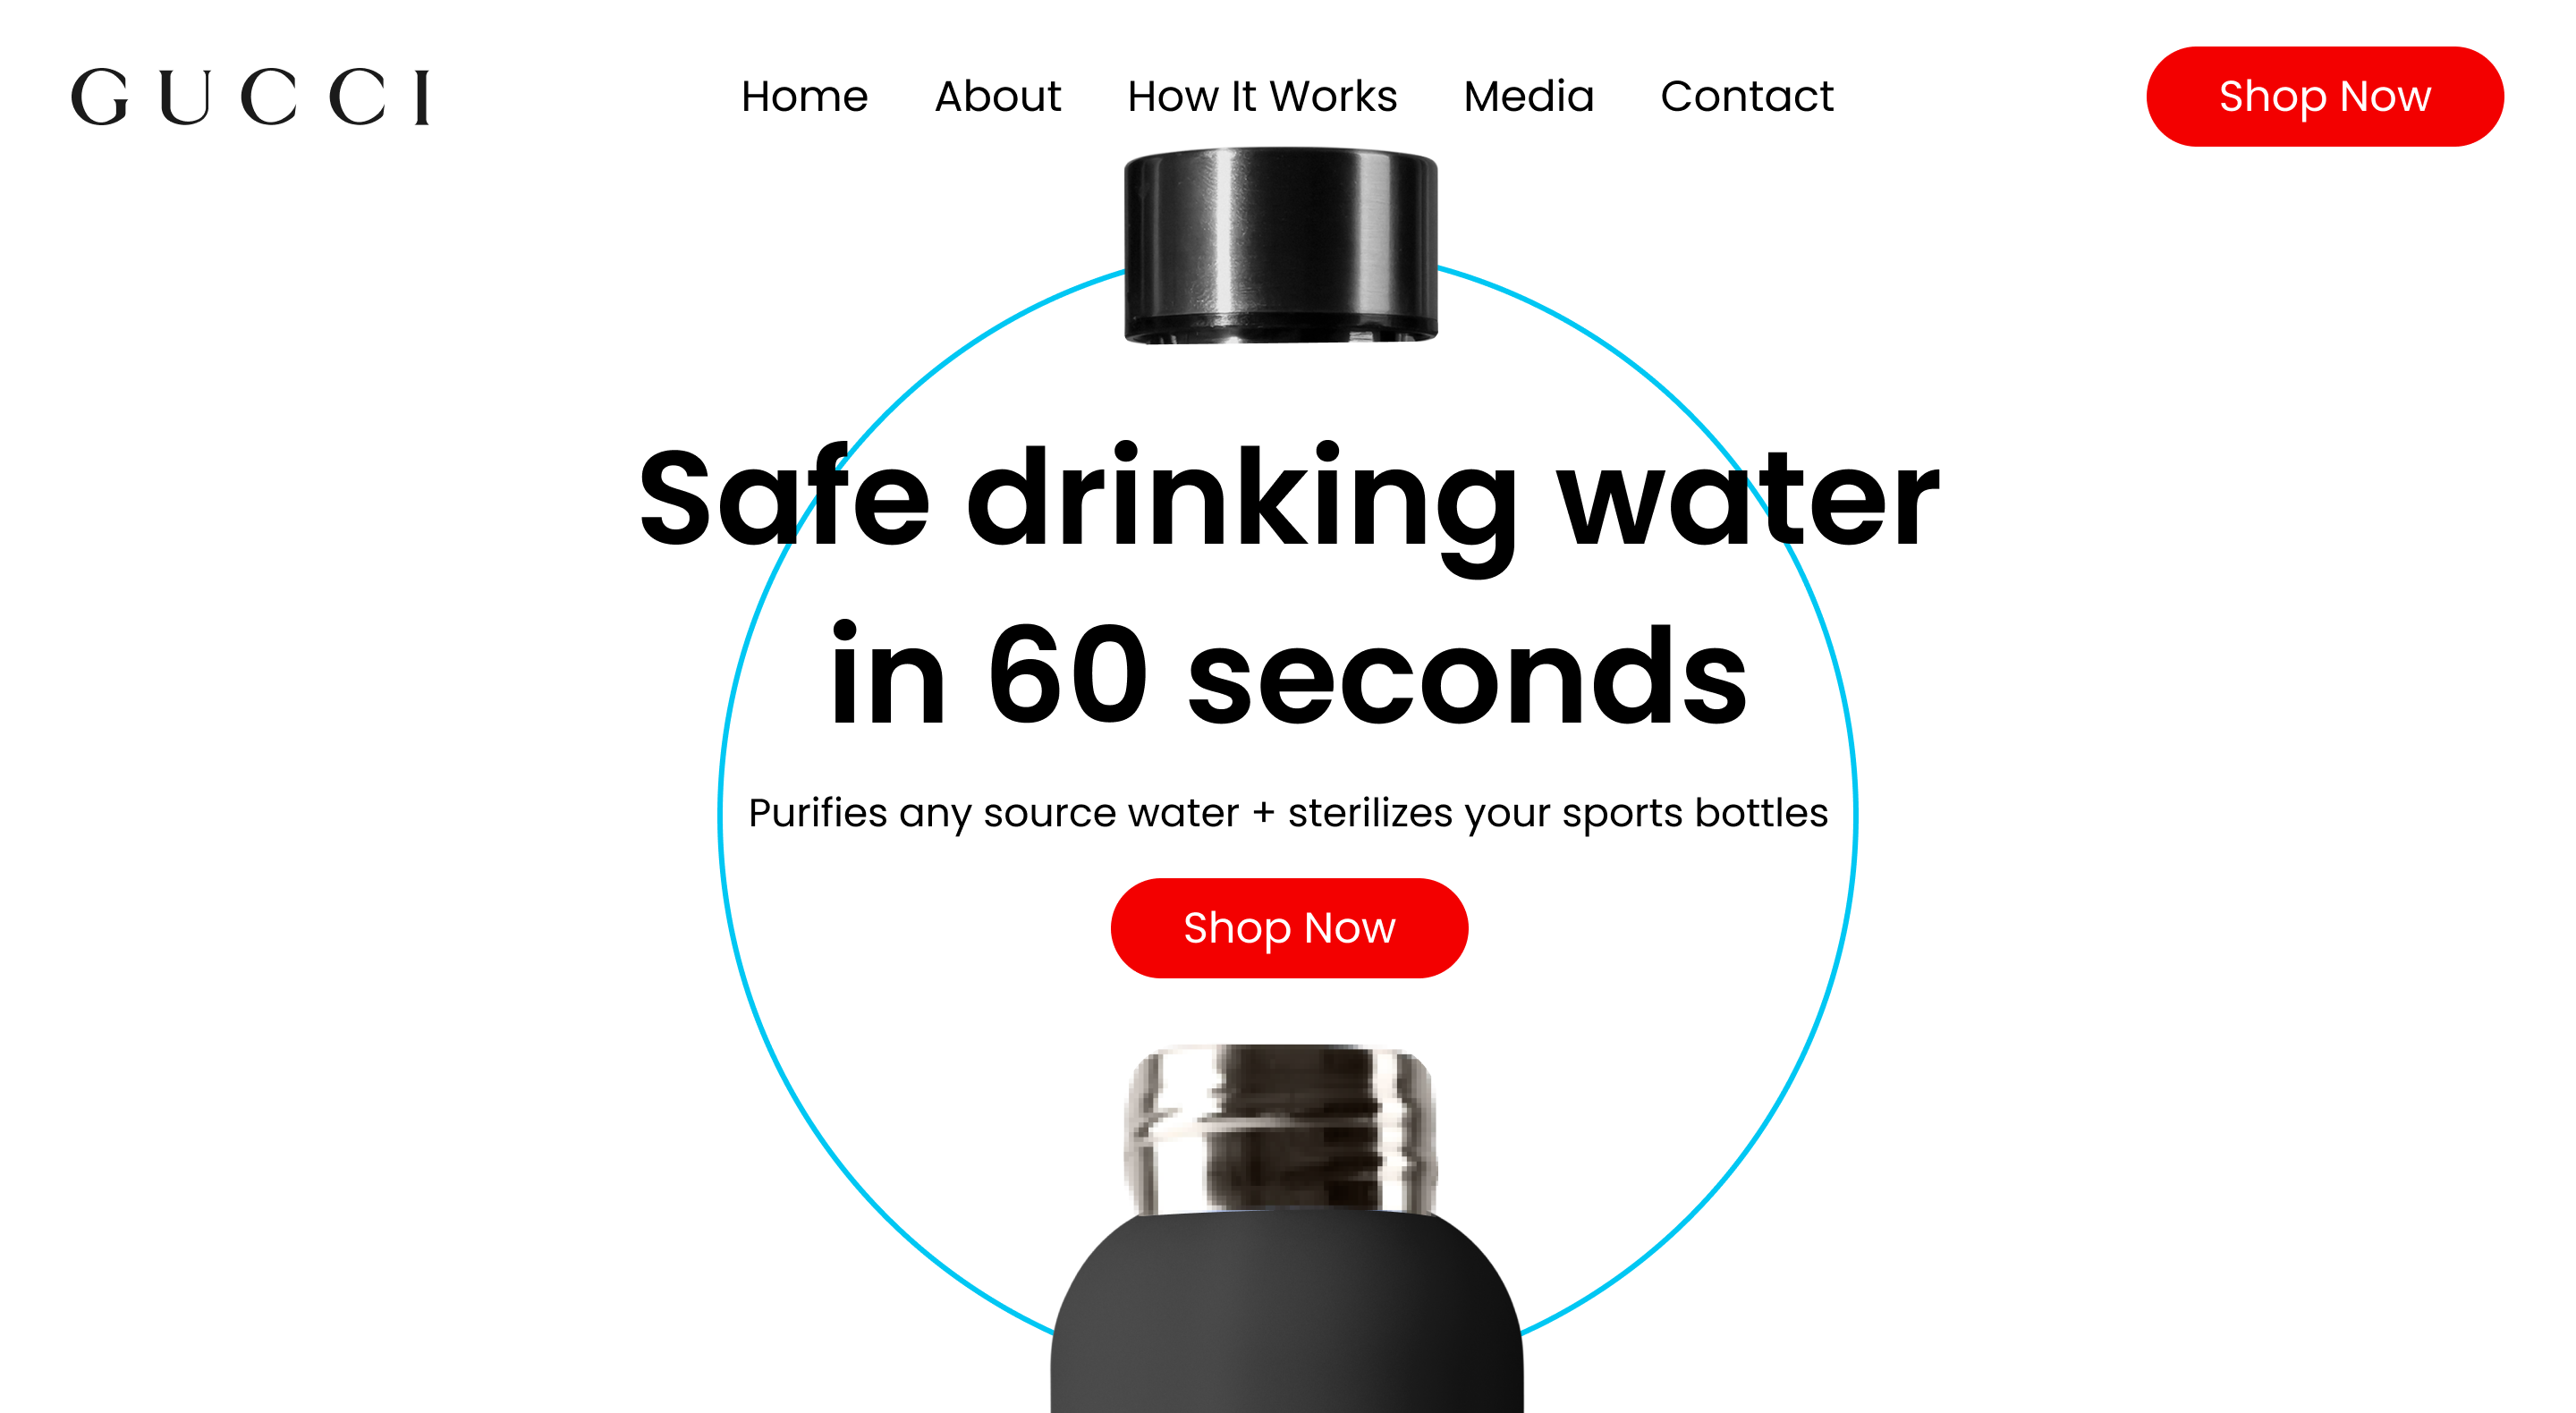 GUCCI
Home About How It Works Media Contact
Shop Now
Safe drinking water
in 60 seconds
Purifies any source water + sterilizes your sports bottles
Shop Now